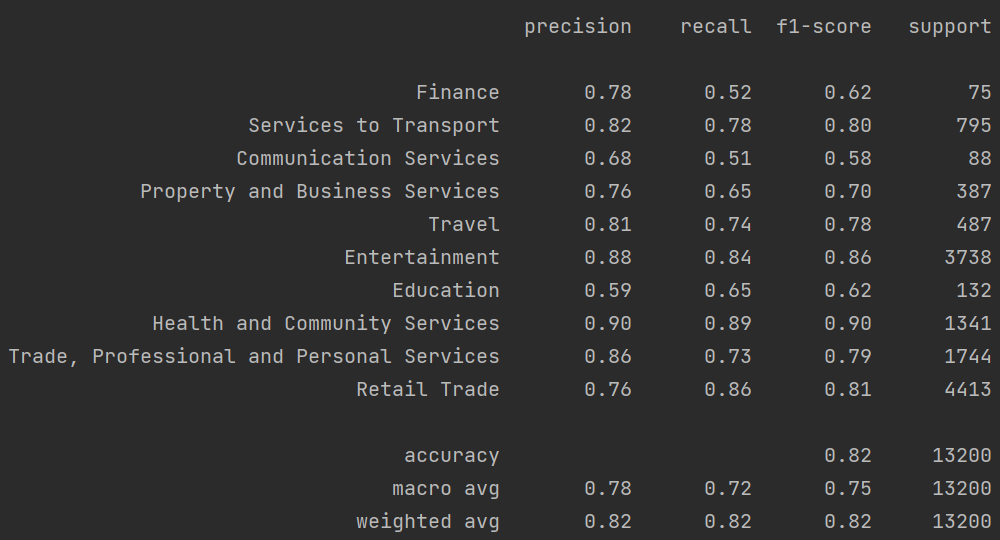 precision recall f1-score support
Finance 0.78 0.52 0.62 75
Services to Transport 0.82 0.78 0.80 795
Communication Services 0.68 0.51 0.58 88
Property and Business Services 0.76 0.65 0.70 387
Travel 0.81 0.74 0.78 487
Entertainment 0.88 0.84 0.86 3738
Education 0.59 0.65 0.62 132
Health and Community Services 0.90 0.89 0.90 1341
Trade, Professional and Personal Services 0.86 0.73 0.79 1744
Retail Trade 0.76 0.86 0.81 4413
accuracy 0.82 13200
macro avg 0.78 0.72 0.75 13200
weighted avg 0.82 0.82 0.82 13200